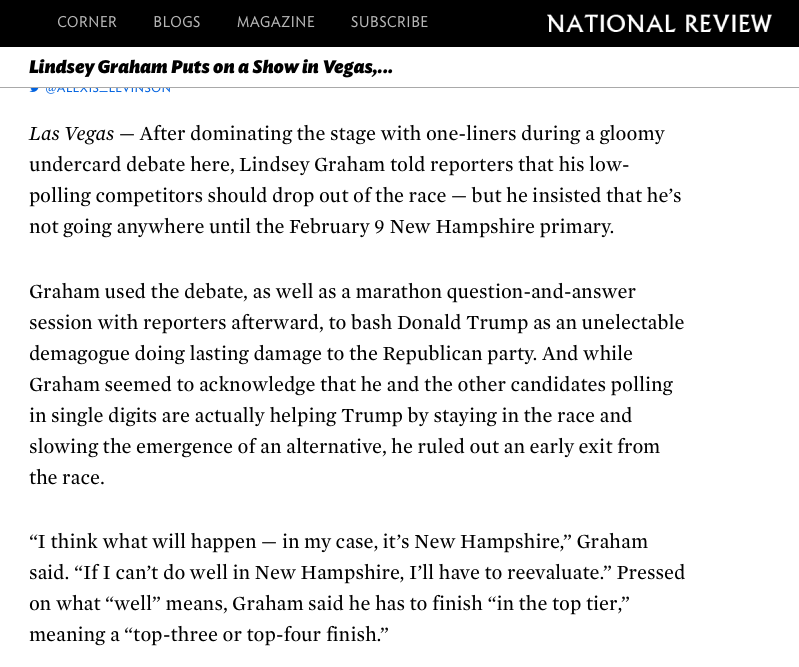 CORNER BLOGS MAGAZINE SUBSCRIBE NATIONAL REVIEW
Lindsey Graham Puts on a Show in Vegas,...
@ALEXIS_LEVINSON
Las Vegas — After dominating the stage with one-liners during a gloomy
undercard debate here, Lindsey Graham told reporters that his low-
polling competitors should drop out of the race — but he insisted that he’s
not going anywhere until the February 9 New Hampshire primary.
Graham used the debate, as well as a marathon question-and-answer
session with reporters afterward, to bash Donald Trump as an unelectable
demagogue doing lasting damage to the Republican party. And while
Graham seemed to acknowledge that he and the other candidates polling
in single digits are actually helping Trump by staying in the race and
slowing the emergence of an alternative, he ruled out an early exit from
the race.
“I think what will happen — in my case, it’s New Hampshire,” Graham
said. “If I can’t do well in New Hampshire, I’ll have to reevaluate.” Pressed
on what “well” means, Graham said he has to finish “in the top tier,”
meaning a “top-three or top-four finish.”